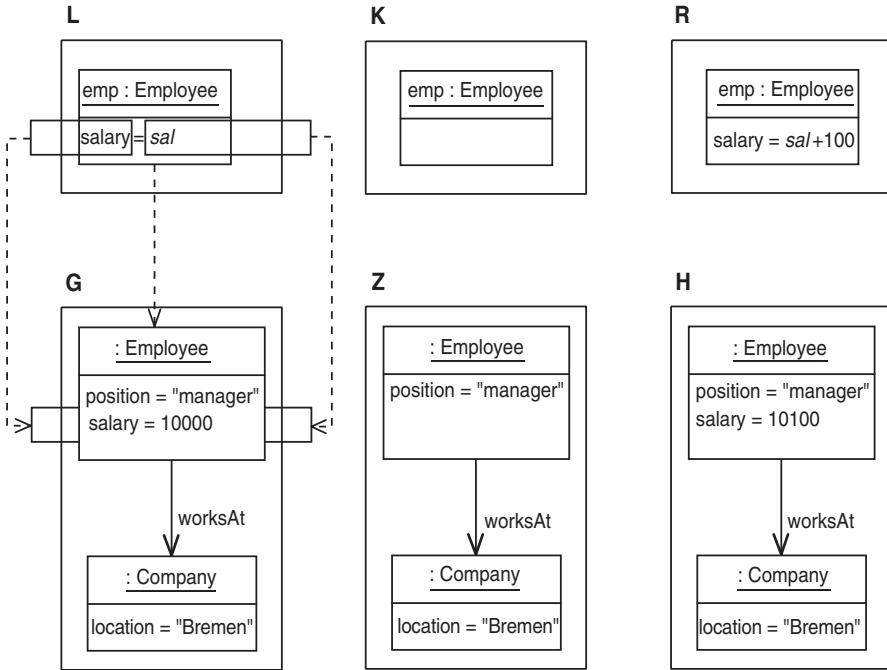 L
K
R
emp : Employee
salary = sal
emp : Employee
emp : Employee
salary = sal+100
G
Z
H
: Employee
position = "manager"
salary = 10000
worksAt
: Company
location = "Bremen"
: Employee
position = "manager"
worksAt
: Company
location = "Bremen"
: Employee
position = "manager"
salary = 10100
worksAt
: Company
location = "Bremen"